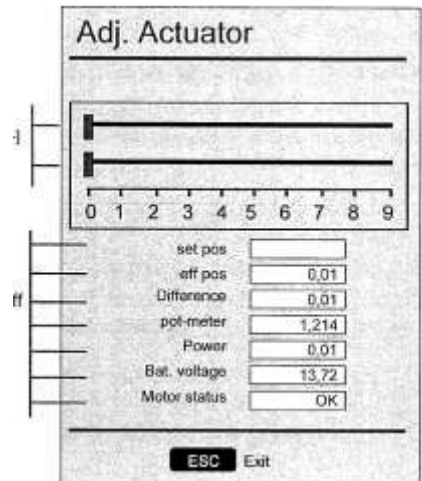 Adj. Actuator
0 1 2 3 4 5 6 7 8 9
set pos
eff pos 0,01
Difference 0,01
pot-meter 1,214
Power 0,01
Bat. voltage 13,72
Motor status OK
ff
ESC Exit